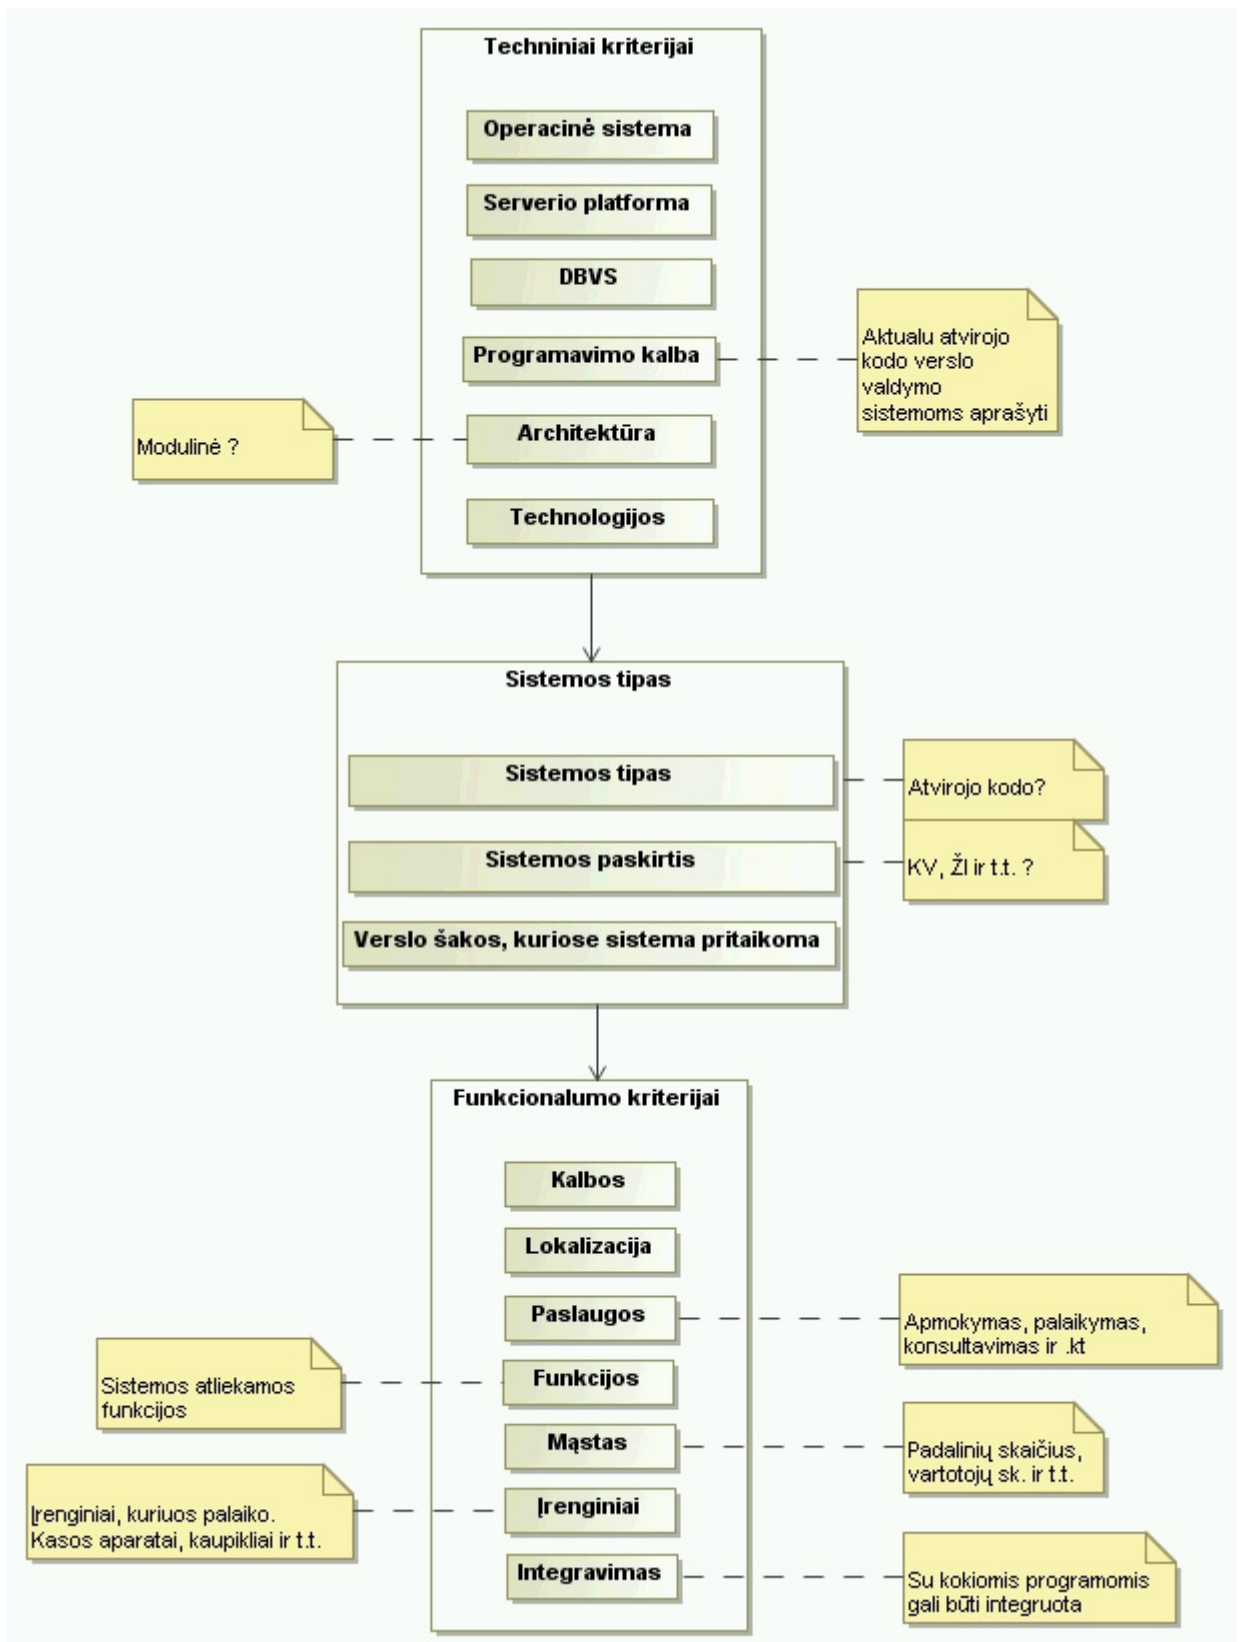 Techniniai kriterijai
Operacinė sistema
Serverio platforma
DBVS
Programavimo kalba
Aktualu atvirojo
kodo verslo
valdymo
sistemoms aprašyti
Architektūra
Modulinė ?
Technologijos
Sistemos tipas
Sistemos tipas
Atvirojo kodo?
Sistemos paskirtis
KV, ŽI ir t.t. ?
Verslo šakos, kuriose sistema pritaikoma
Funkcionalumo kriterijai
Kalbos
Lokalizacija
Paslaugos
Apmokymas, palaikymas,
konsultavimas ir .kt
Funkcijos
Sistemos atliekamos
funkcijos
Mąstas
Padalinių skaičius,
vartotojų sk. ir t.t.
Įrenginiai
Įrenginiai, kuriuos palaiko.
Kasos aparatai, kaupikliai ir t.t.
Integravimas
Su kokiomis programomis
gali būti integruota